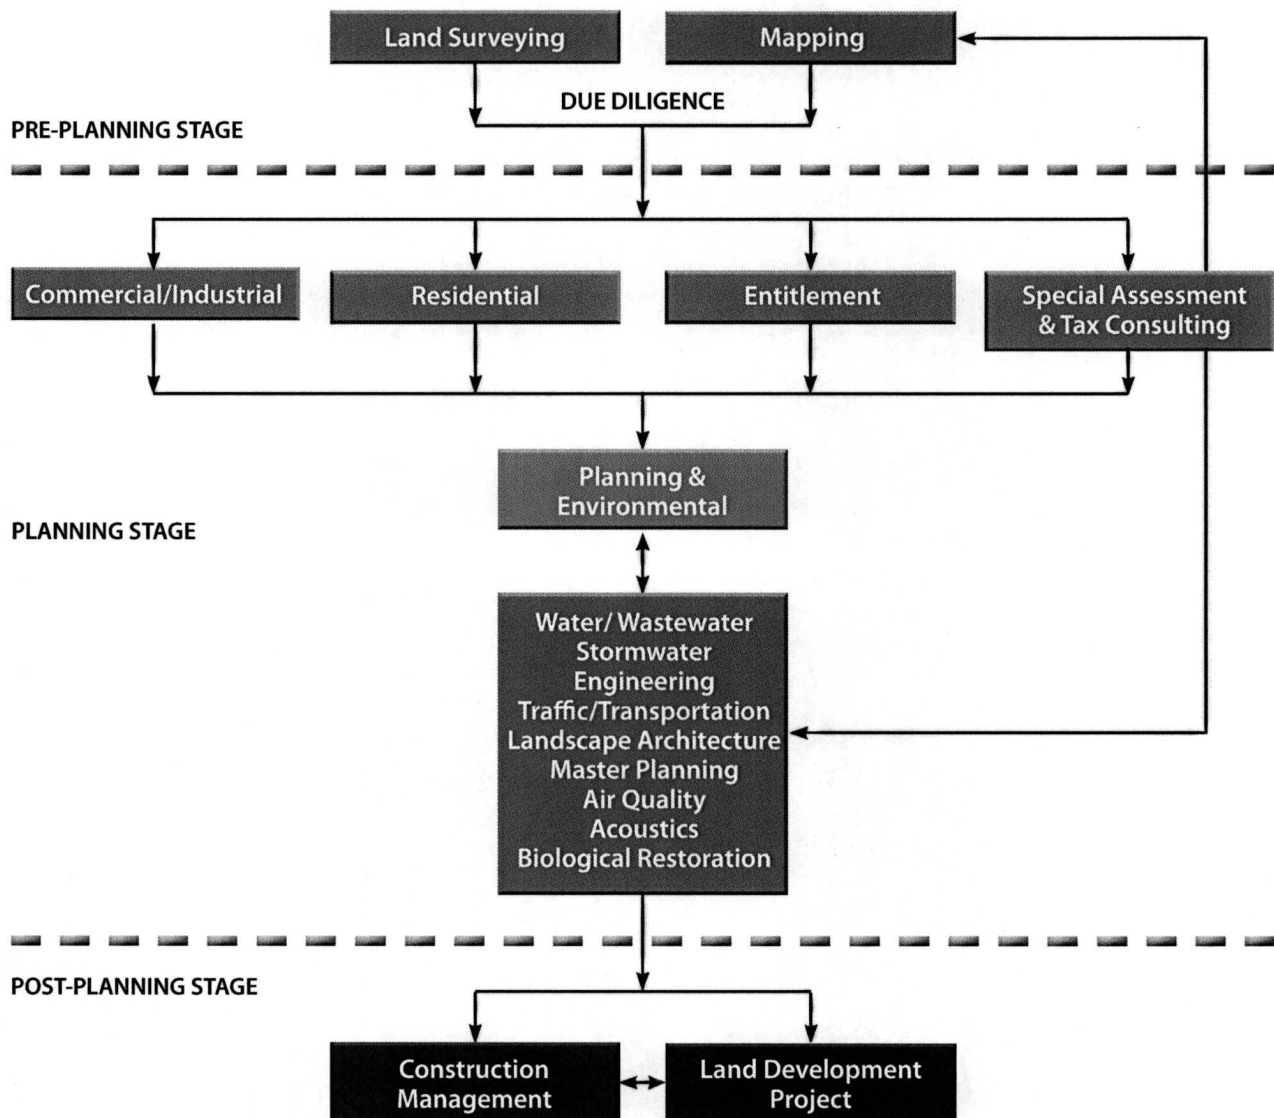 Land Surveying
Mapping
DUE DILIGENCE
PRE-PLANNING STAGE
Commercial/Industrial
Residential
Entitlement
Special Assessment
& Tax Consulting
Planning &
Environmental
PLANNING STAGE
Water/ Wastewater
Stormwater
Engineering
Traffic/Transportation
Landscape Architecture
Master Planning
Air Quality
Acoustics
Biological Restoration
POST-PLANNING STAGE
Construction
Management
Land Development
Project